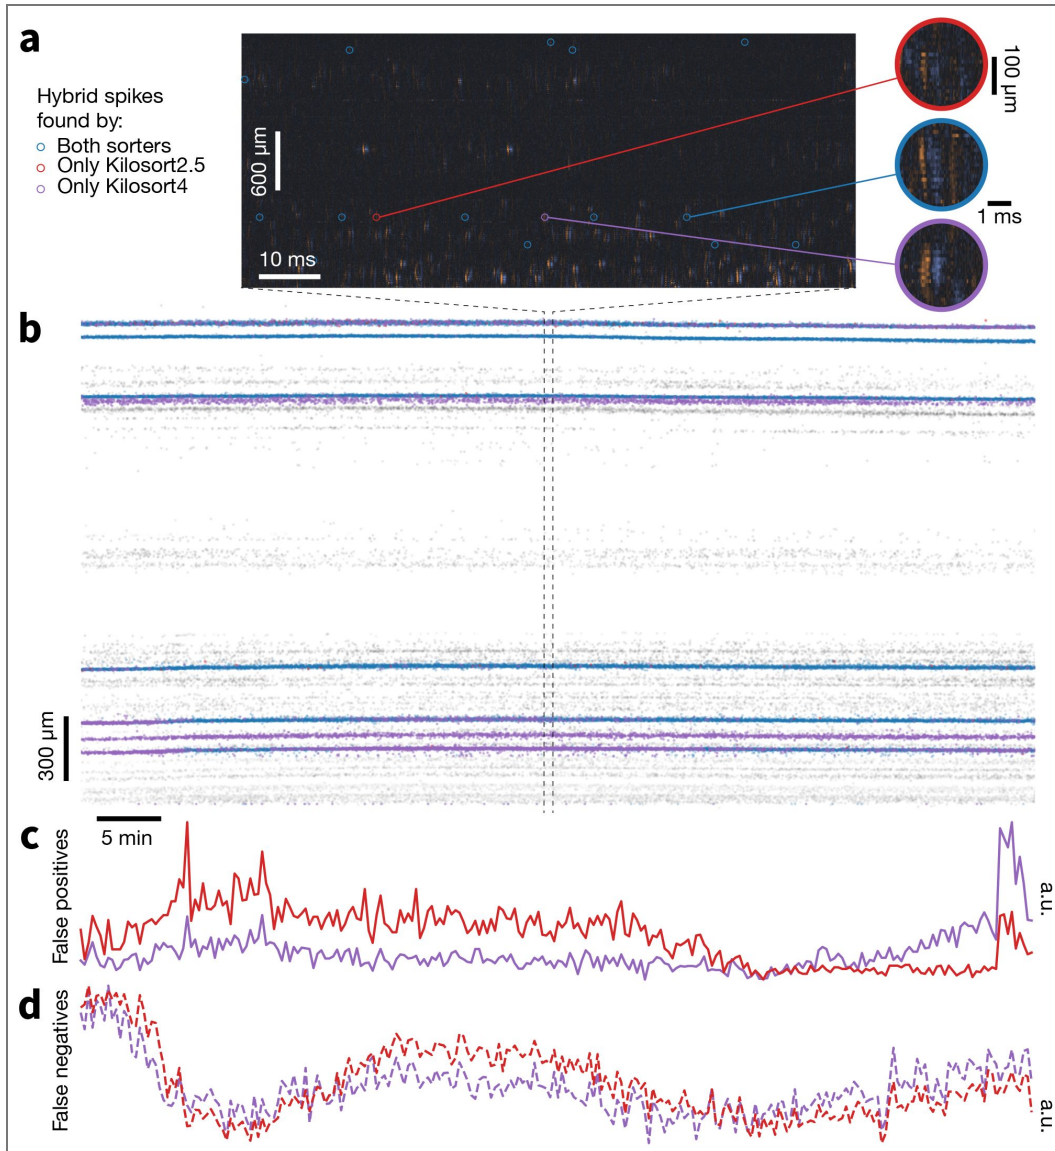 a
Hybrid spikes
found by:
Both sorters
Only Kilosort2.5
Only Kilosort4
600 μm
10 ms
100 μm
1 ms
b
300 μm
5 min
c
False positives
a.u.
d
False negatives
a.u.